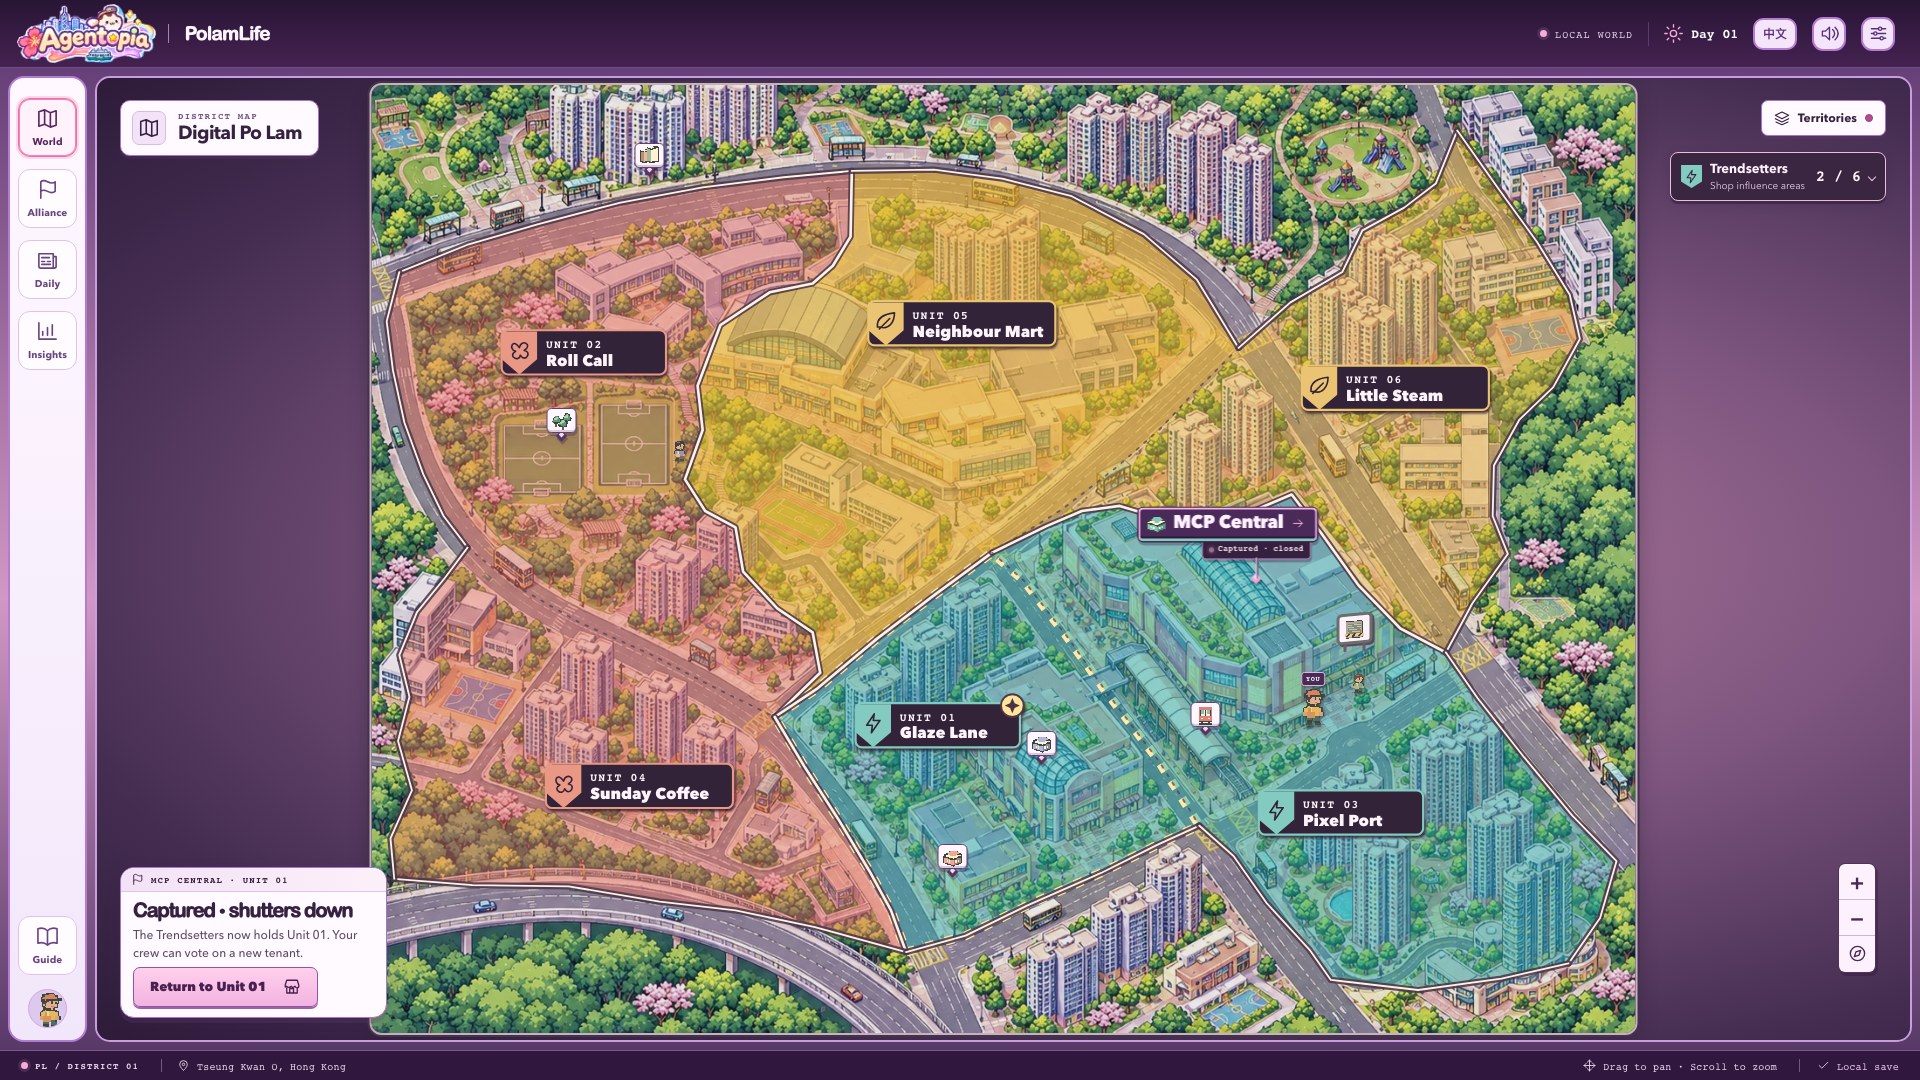 Agentopia
PolamLife
LOCAL WORLD
Day 01
中文
World
Alliance
Daily
Insights
Guide
DISTRICT MAP
Digital Po Lam
Territories
Trendsetters
Shop influence areas
2 / 6
UNIT 05
Neighbour Mart
UNIT 02
Roll Call
UNIT 06
Little Steam
MCP Central →
Captured · closed
YOU
UNIT 01
Glaze Lane
UNIT 04
Sunday Coffee
UNIT 03
Pixel Port
MCP CENTRAL · UNIT 01
Captured • shutters down
The Trendsetters now holds Unit 01. Your
crew can vote on a new tenant.
Return to Unit 01
+
−
PL / DISTRICT 01
Tseung Kwan O, Hong Kong
Drag to pan · Scroll to zoom
Local save